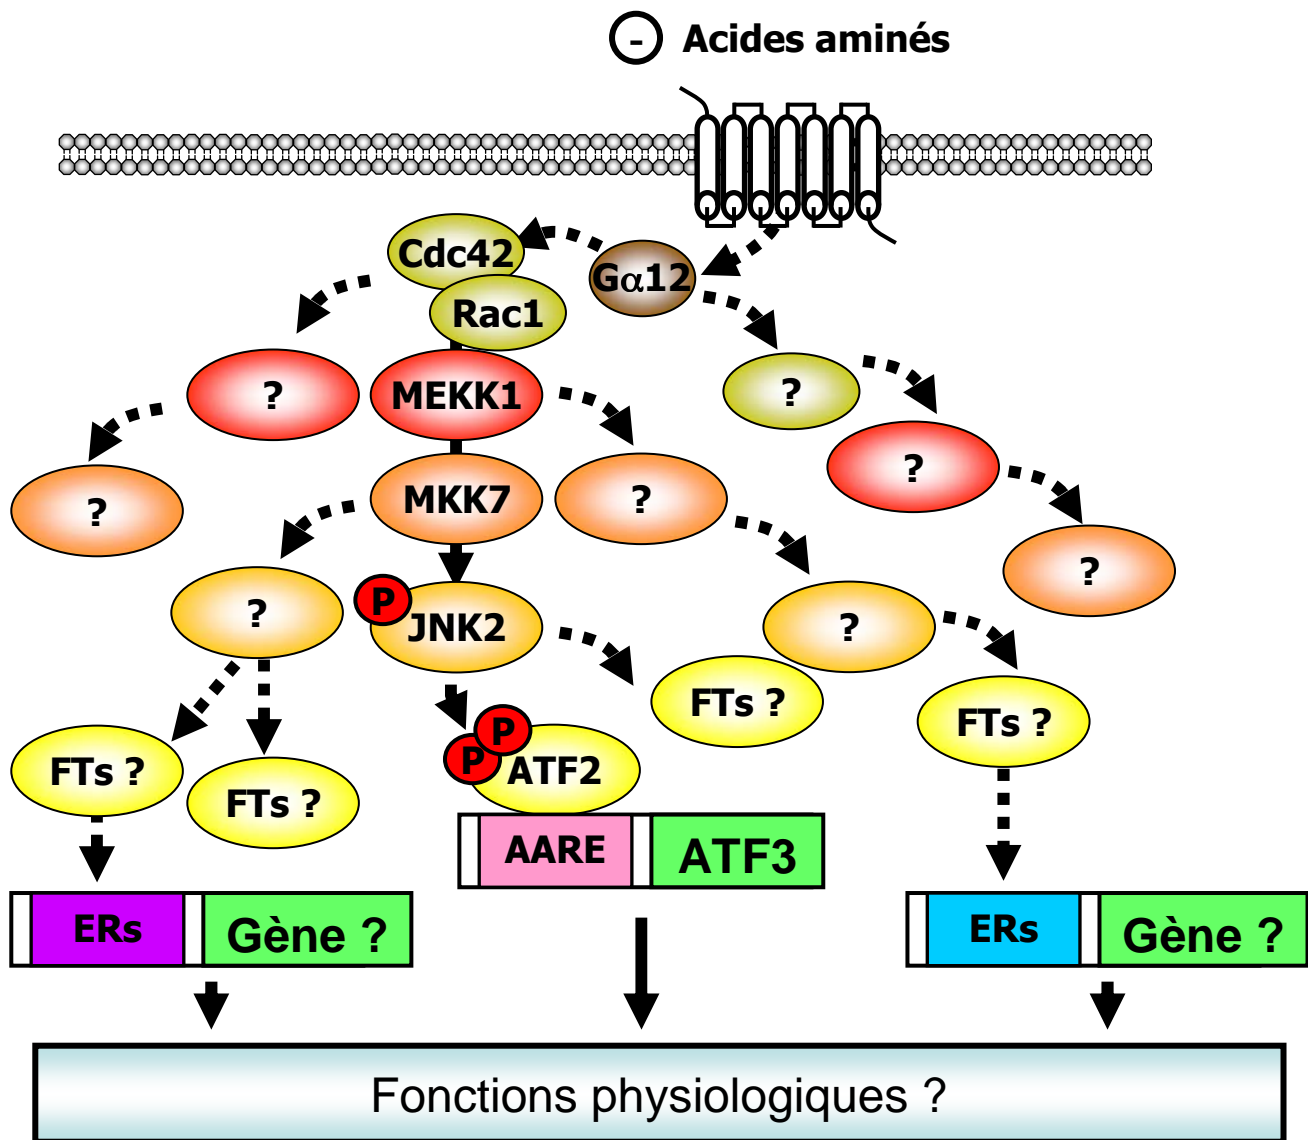 - Acides aminés
Cdc42
Gα12
Rac1
?
MEKK1
?
?
?
MKK7
?
?
?
P
JNK2
?
FTs ?
FTs ?
P
P
ATF2
FTs ?
FTs ?
AARE
ATF3
ERs
Gène ?
ERs
Gène ?
Fonctions physiologiques ?